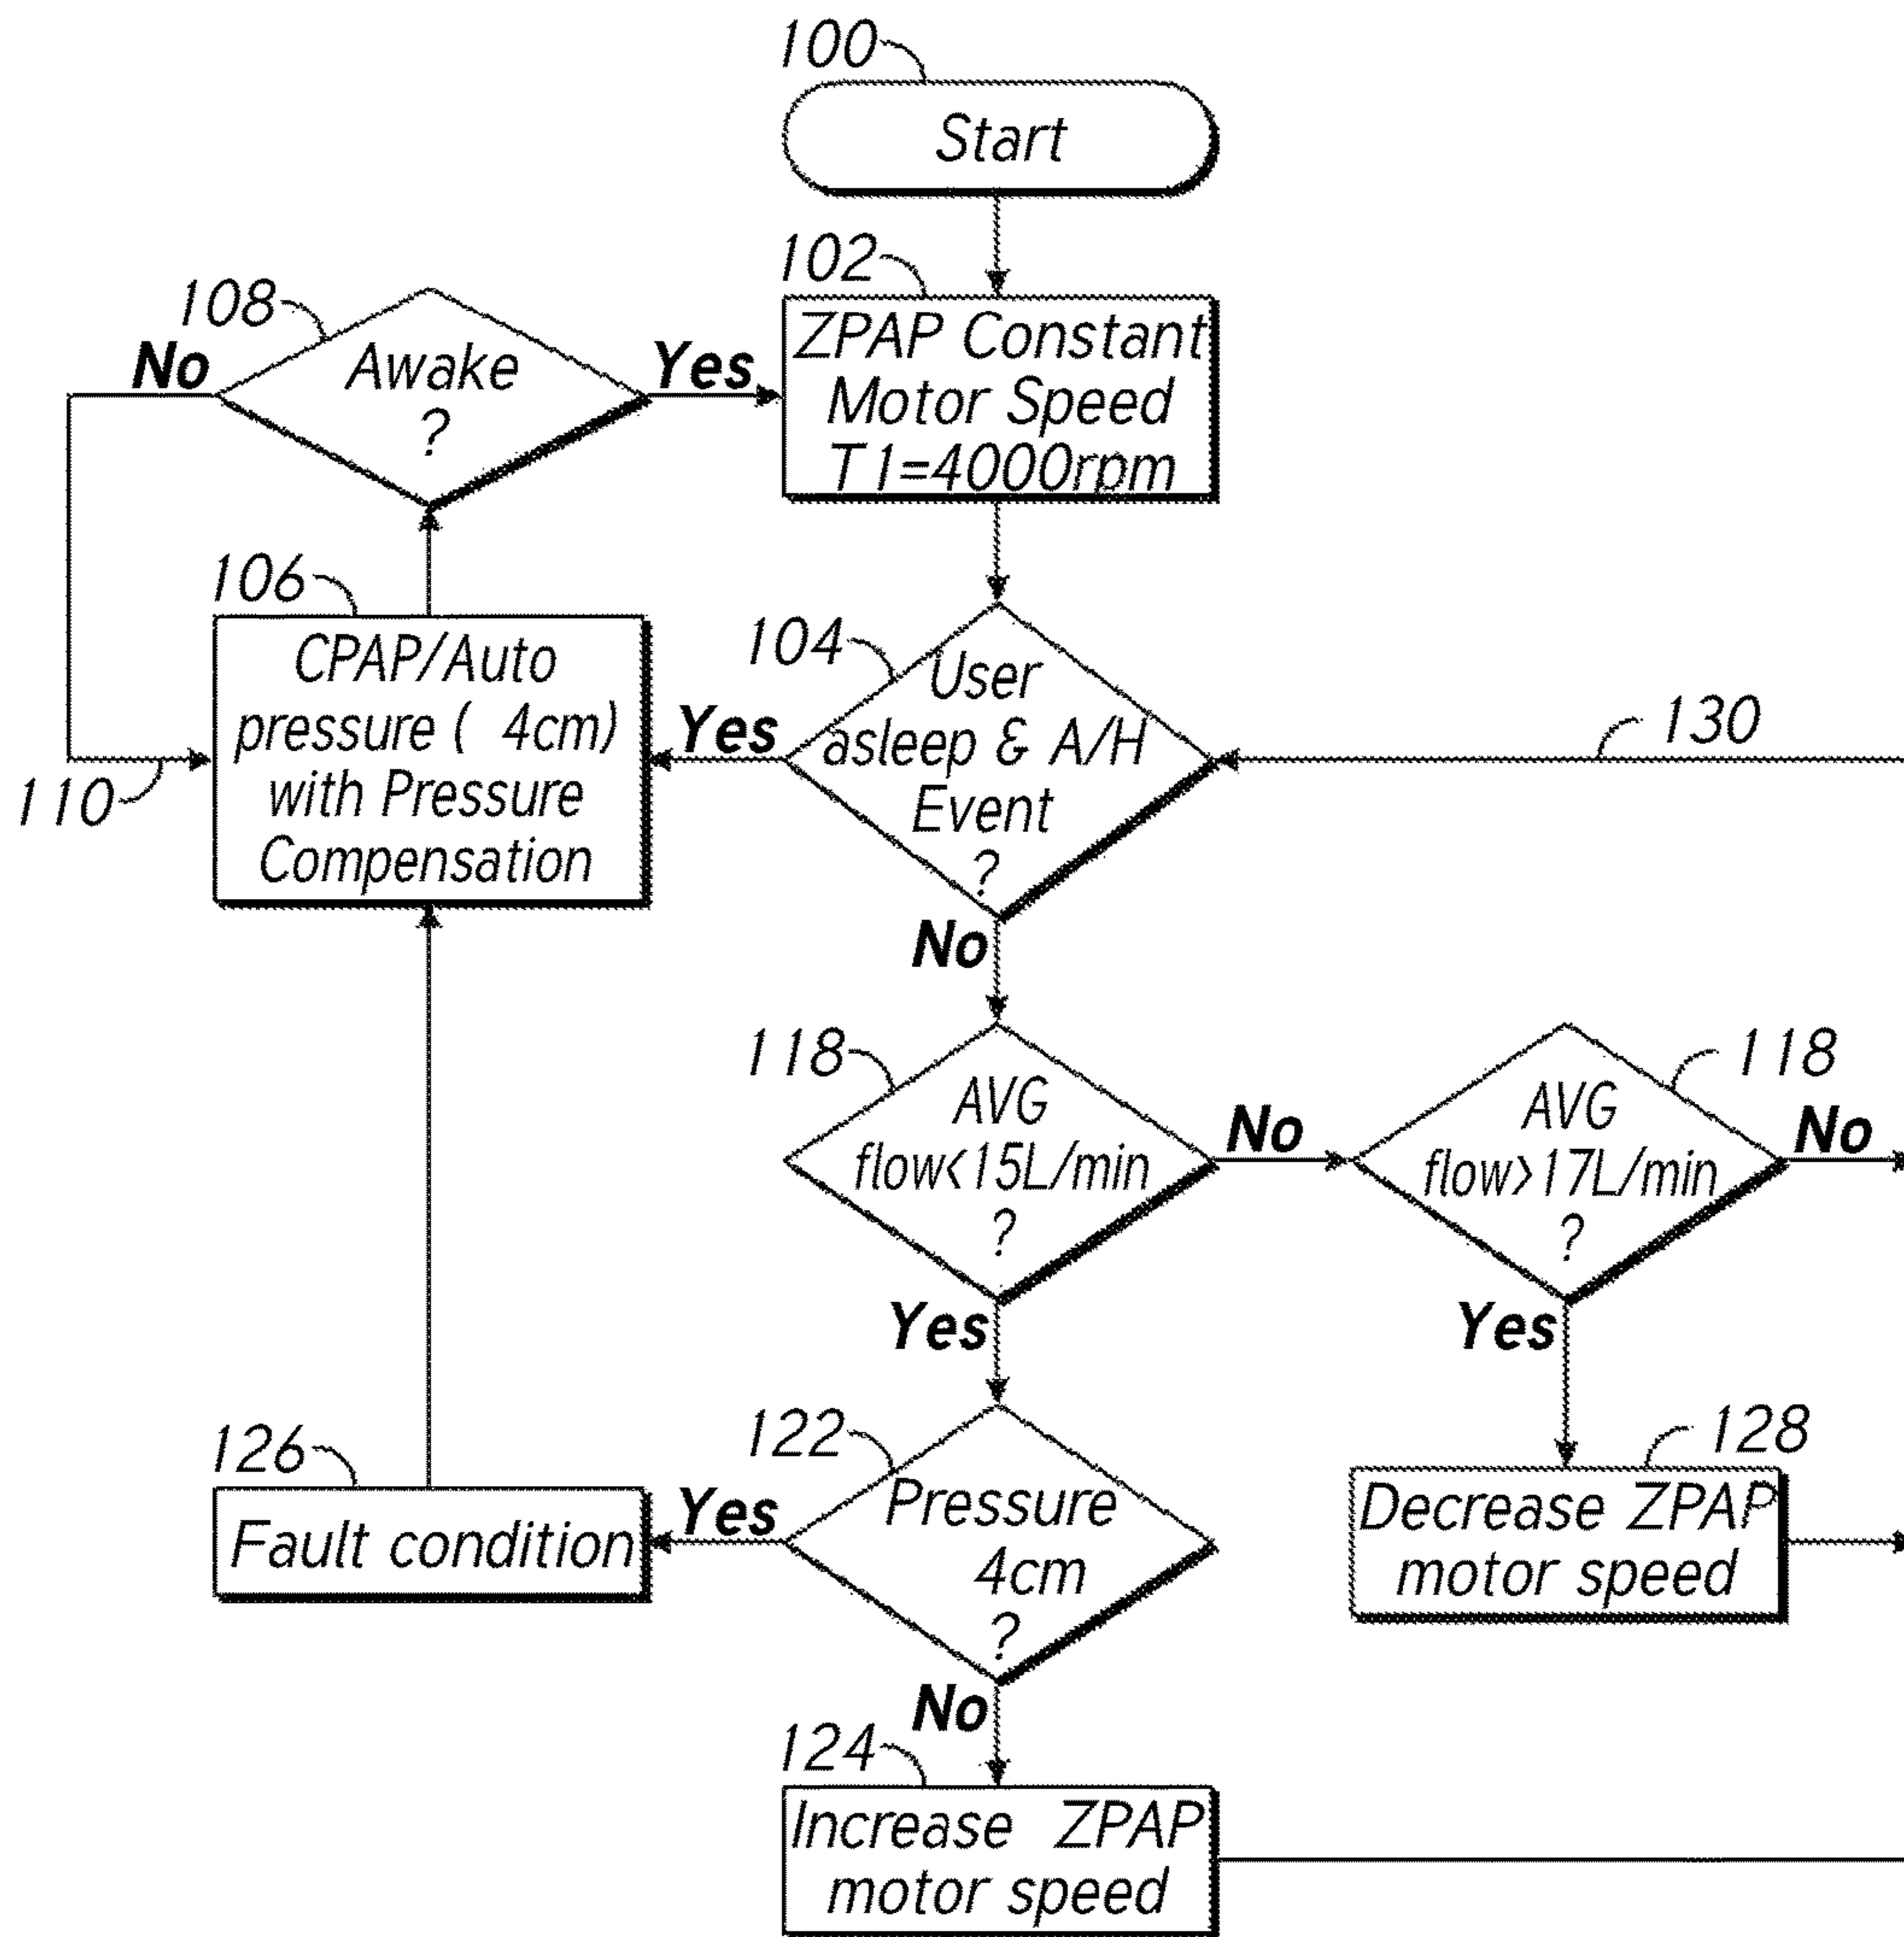 100
Start
102
ZPAP Constant
Motor Speed
T1=4000rpm
108
Awake
?
No
Yes
106
CPAP/Auto
pressure ( 4cm)
with Pressure
Compensation
110
104
User
asleep & A/H
Event
?
Yes
No
130
118
AVG
flow<15L/min
?
No
Yes
118
AVG
flow>17L/min
?
No
Yes
122
Pressure
4cm
?
Yes
No
126
Fault condition
128
Decrease ZPAP
motor speed
124
Increase ZPAP
motor speed